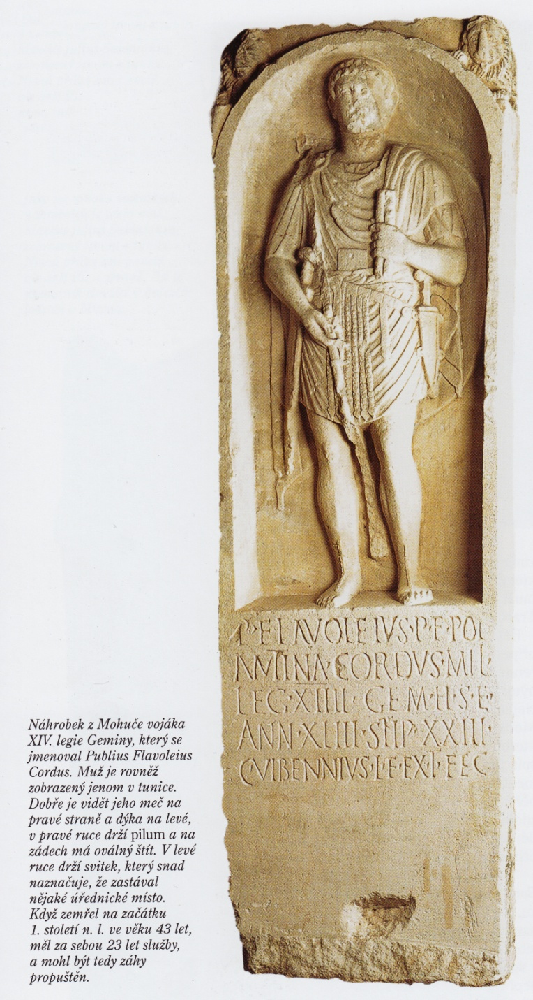 P·FLAVOLEIVS·P·F·POL
AMTINA·CORDVS·MIL·
LEG·XIIII·GEM·H·S·E·
ANN·XLIII·STIP·XXIII·
C·VIBENNIVS·L·F·EX·T·FEC
Náhrobek z Mohuče vojáka
XIV. legie Geminy, který se
jmenoval Publius Flavoleius
Cordus. Muž je rovněž
zobrazený jenom v tunice.
Dobře je vidět jeho meč na
pravé straně a dýka na levé,
v pravé ruce drží pilum a na
zádech má oválný štít. V levé
ruce drží svitek, který snad
naznačuje, že zastával
nějaké úřednické místo.
Když zemřel na začátku
1. století n. l. ve věku 43 let,
měl za sebou 23 let služby,
a mohl být tedy záhy
propuštěn.